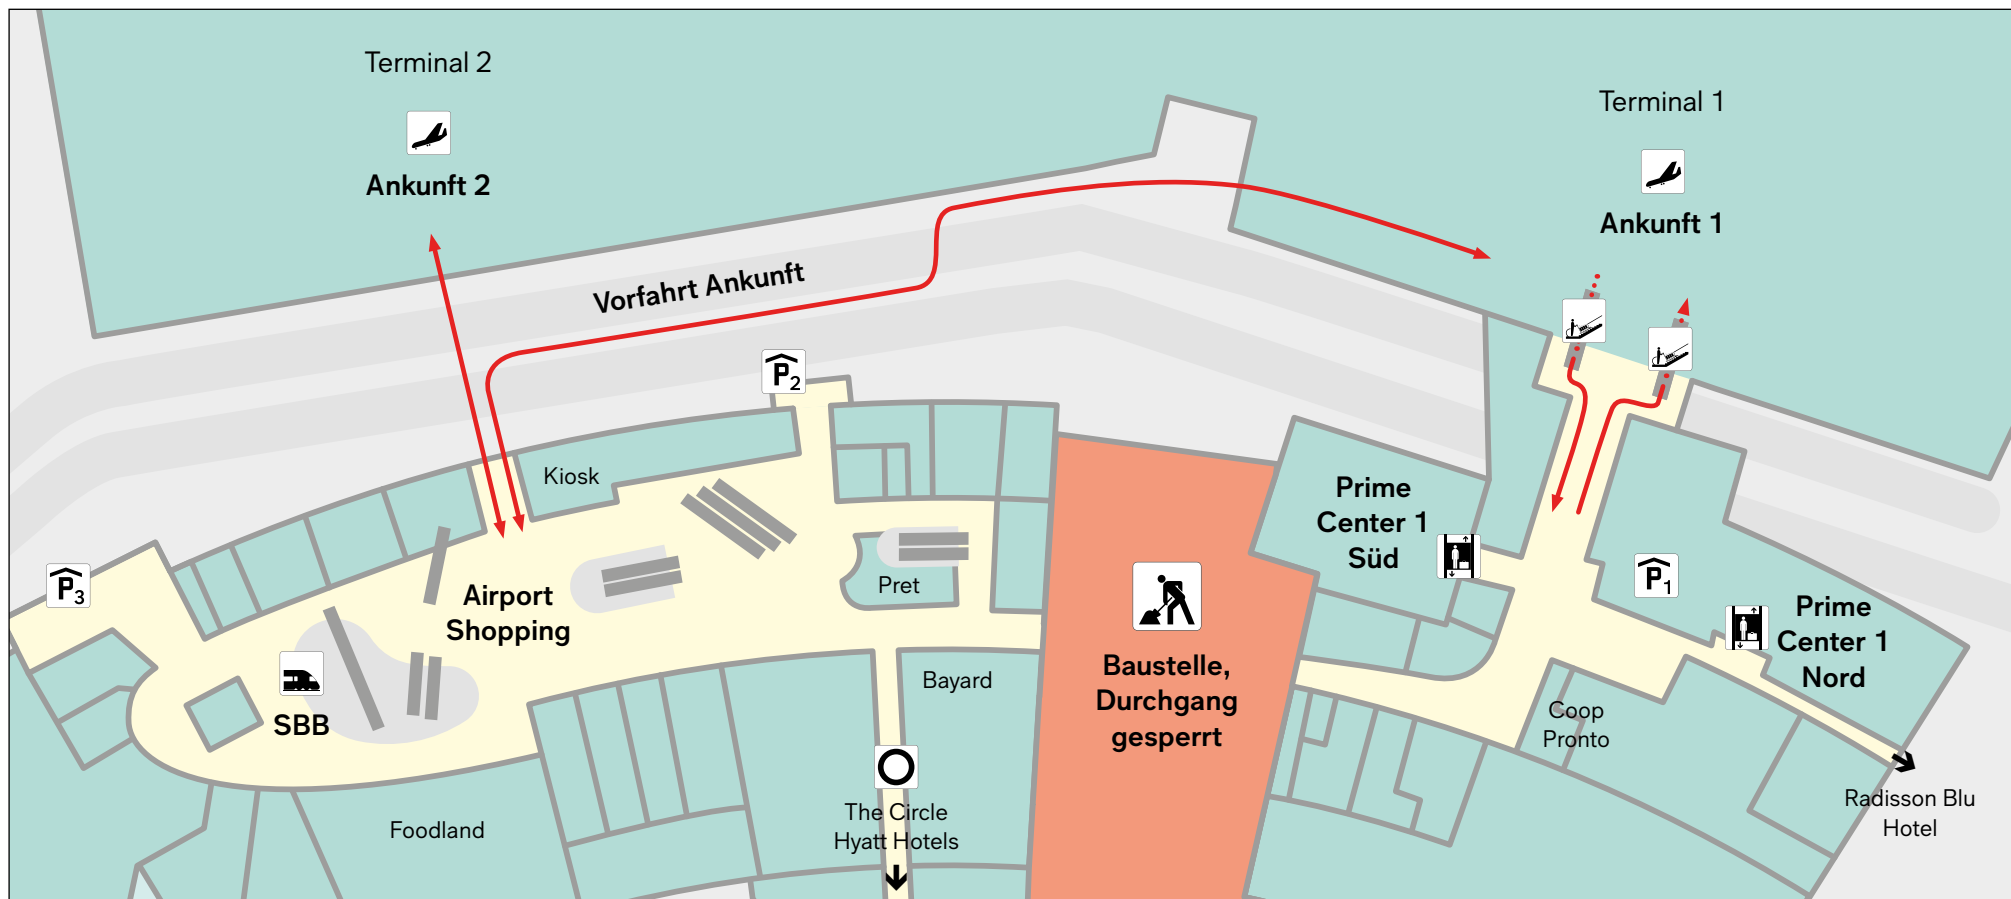 Terminal 2
Ankunft 2
Terminal 1
Ankunft 1
Vorfahrt Ankunft
P2
Kiosk
P3
Airport
Shopping
SBB
Pret
Bayard
Foodland
The Circle
Hyatt Hotels
Baustelle,
Durchgang
gesperrt
Prime
Center 1
Süd
P1
Prime
Center 1
Nord
Coop
Pronto
Radisson Blu
Hotel